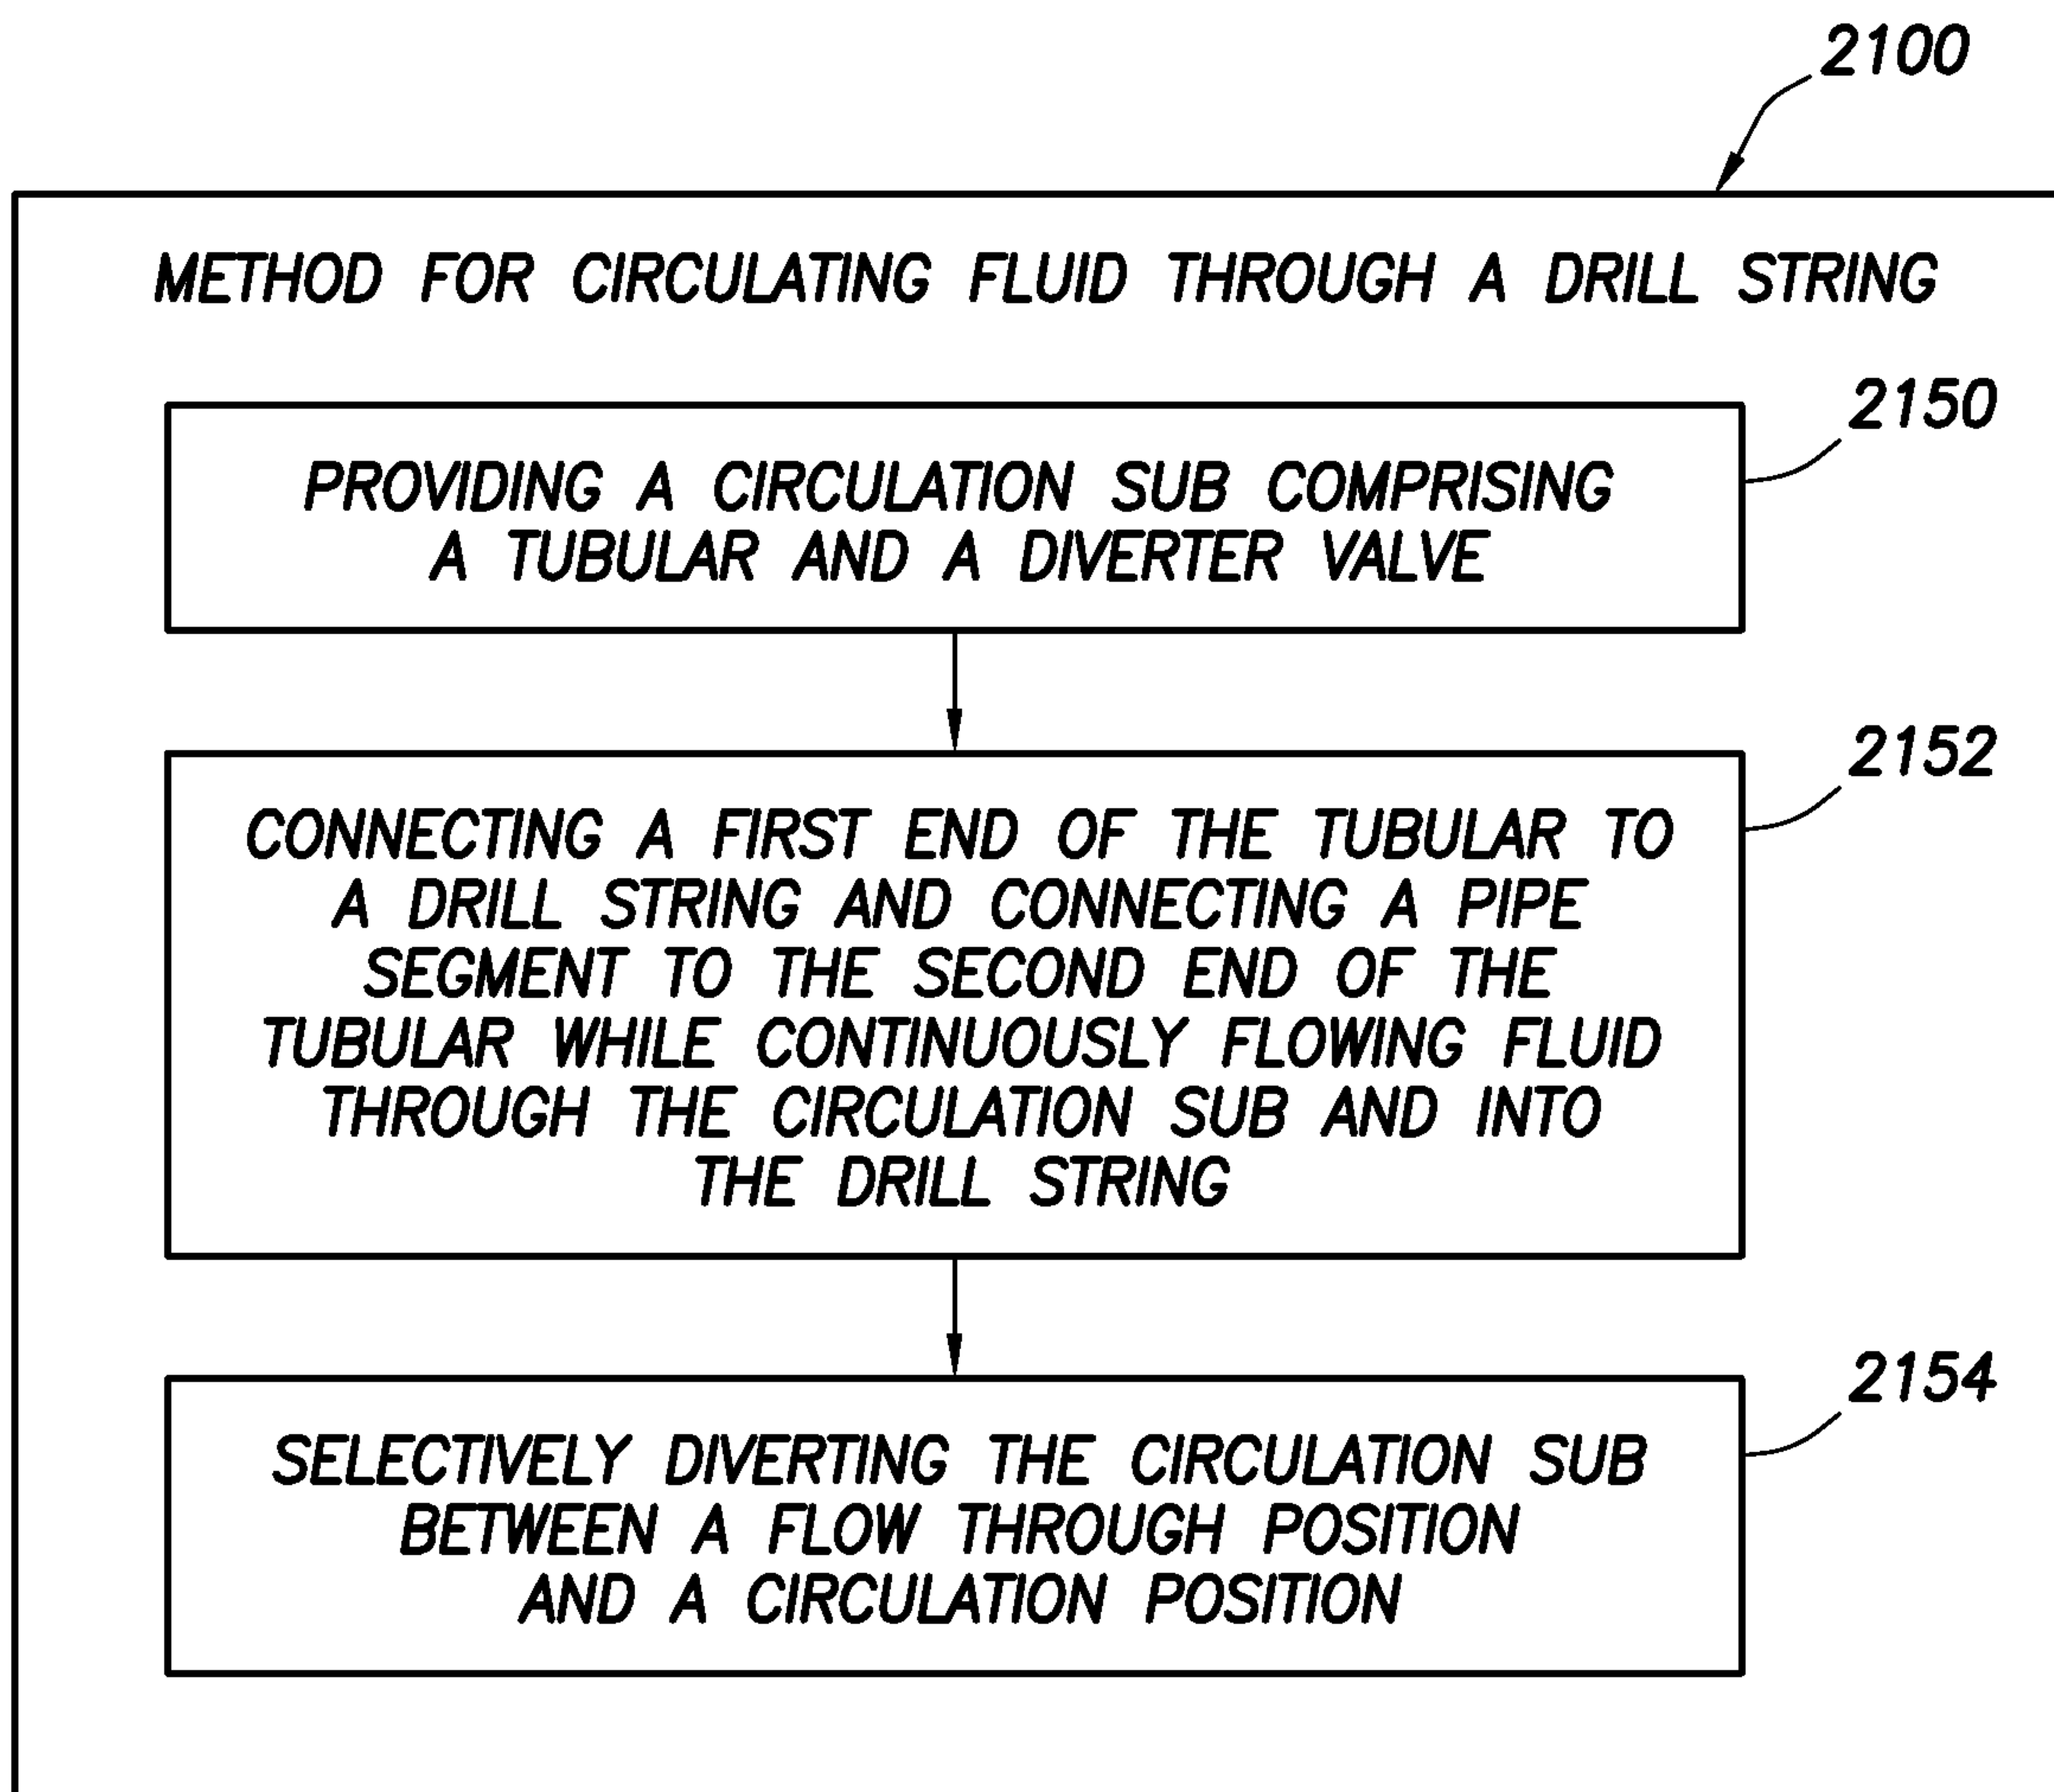 2100
METHOD FOR CIRCULATING FLUID THROUGH A DRILL STRING
2150
PROVIDING A CIRCULATION SUB COMPRISING
A TUBULAR AND A DIVERTER VALVE
2152
CONNECTING A FIRST END OF THE TUBULAR TO
A DRILL STRING AND CONNECTING A PIPE
SEGMENT TO THE SECOND END OF THE
TUBULAR WHILE CONTINUOUSLY FLOWING FLUID
THROUGH THE CIRCULATION SUB AND INTO
THE DRILL STRING
2154
SELECTIVELY DIVERTING THE CIRCULATION SUB
BETWEEN A FLOW THROUGH POSITION
AND A CIRCULATION POSITION